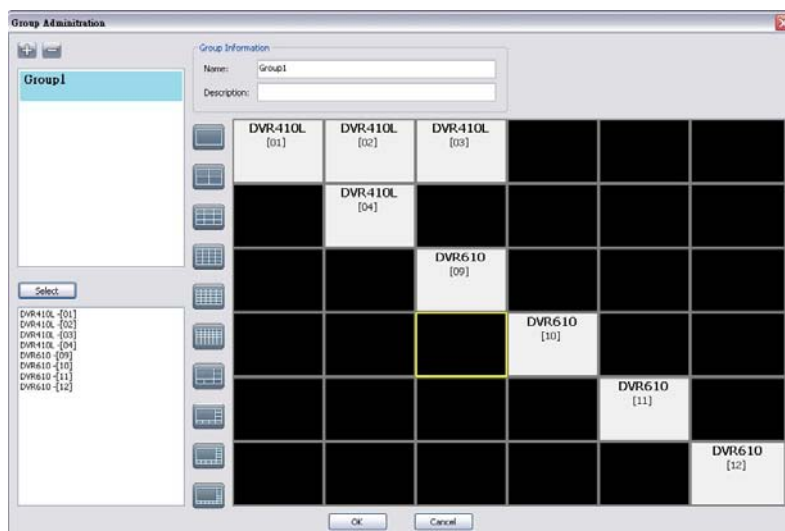 Group Adminitration
Group1
Group Information
Name: Group1
Description:
DVR410L
[01]
DVR410L
[02]
DVR410L
[03]
DVR410L
[04]
DVR610
[09]
DVR610
[10]
DVR610
[11]
DVR610
[12]
Select
DVR410L -[01]
DVR410L -[02]
DVR410L -[03]
DVR410L -[04]
DVR610 -[09]
DVR610 -[10]
DVR610 -[11]
DVR610 -[12]
OK
Cancel